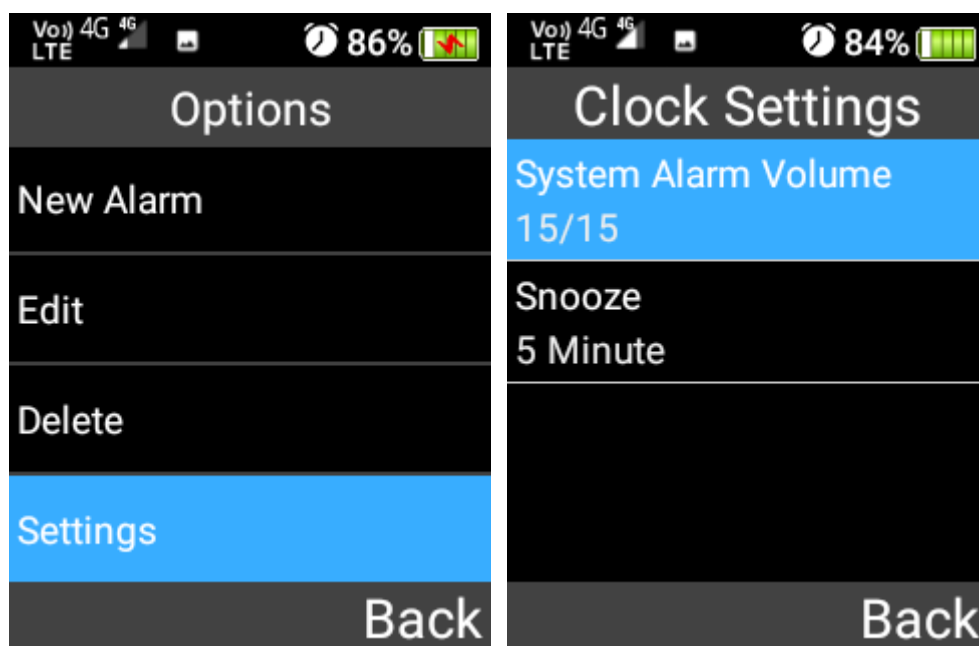 Vo)) 4G 4G 86%
LTE
Options
New Alarm
Edit
Delete
Settings
Back
Vo)) 4G 4G 84%
LTE
Clock Settings
System Alarm Volume
15/15
Snooze
5 Minute
Back